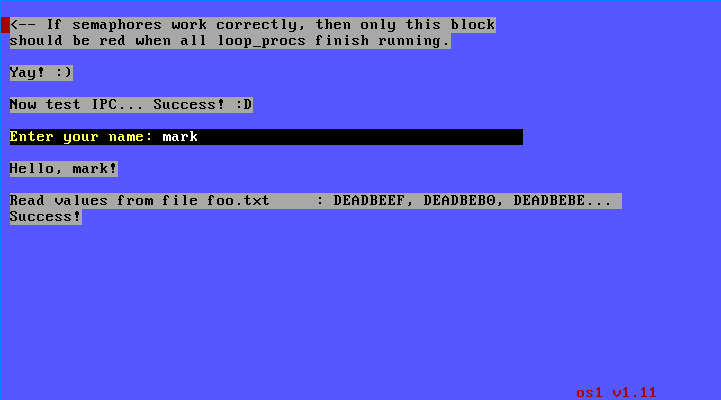 <-- If semaphores work correctly, then only this block
should be red when all loop_procs finish running.
Yay! :)
Now test IPC... Success! :D
Enter your name: mark
Hello, mark!
Read values from file foo.txt     : DEADBEEF, DEADBEB0, DEADBEBE...
Success!
os1 v1.11